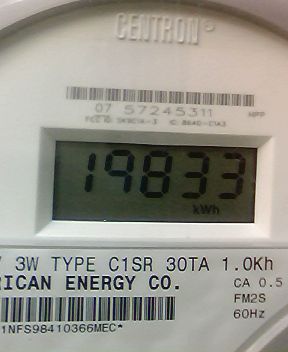 CENTRON®
07 57245311
19833
kWh
3W TYPE C1SR 30TA 1.0Kh
RICAN ENERGY CO. CA 0.5
FM2S
60Hz
1NFS98410366MEC*